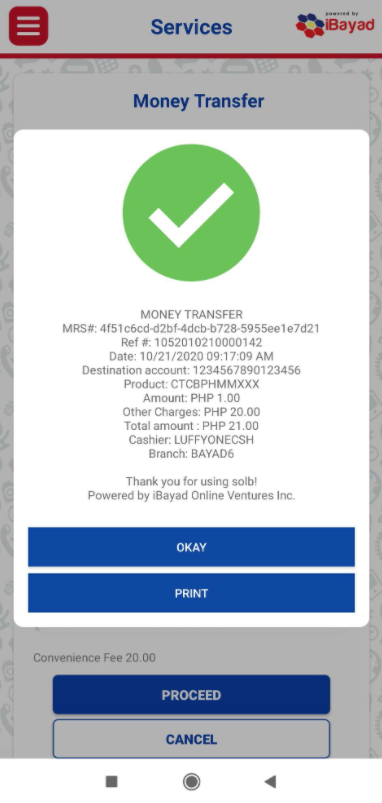 Services
powered by
iBayad
Money Transfer
MONEY TRANSFER
MRS#: 4f51c6cd-d2bf-4dcb-b728-5955ee1e7d21
Ref #: 1052010210000142
Date: 10/21/2020 09:17:09 AM
Destination account: 1234567890123456
Product: CTCBPHMMXXX
Amount: PHP 1.00
Other Charges: PHP 20.00
Total amount : PHP 21.00
Cashier: LUFFYONECSH
Branch: BAYAD6
Thank you for using solb!
Powered by iBayad Online Ventures Inc.
OKAY
PRINT
Convenience Fee 20.00
PROCEED
CANCEL